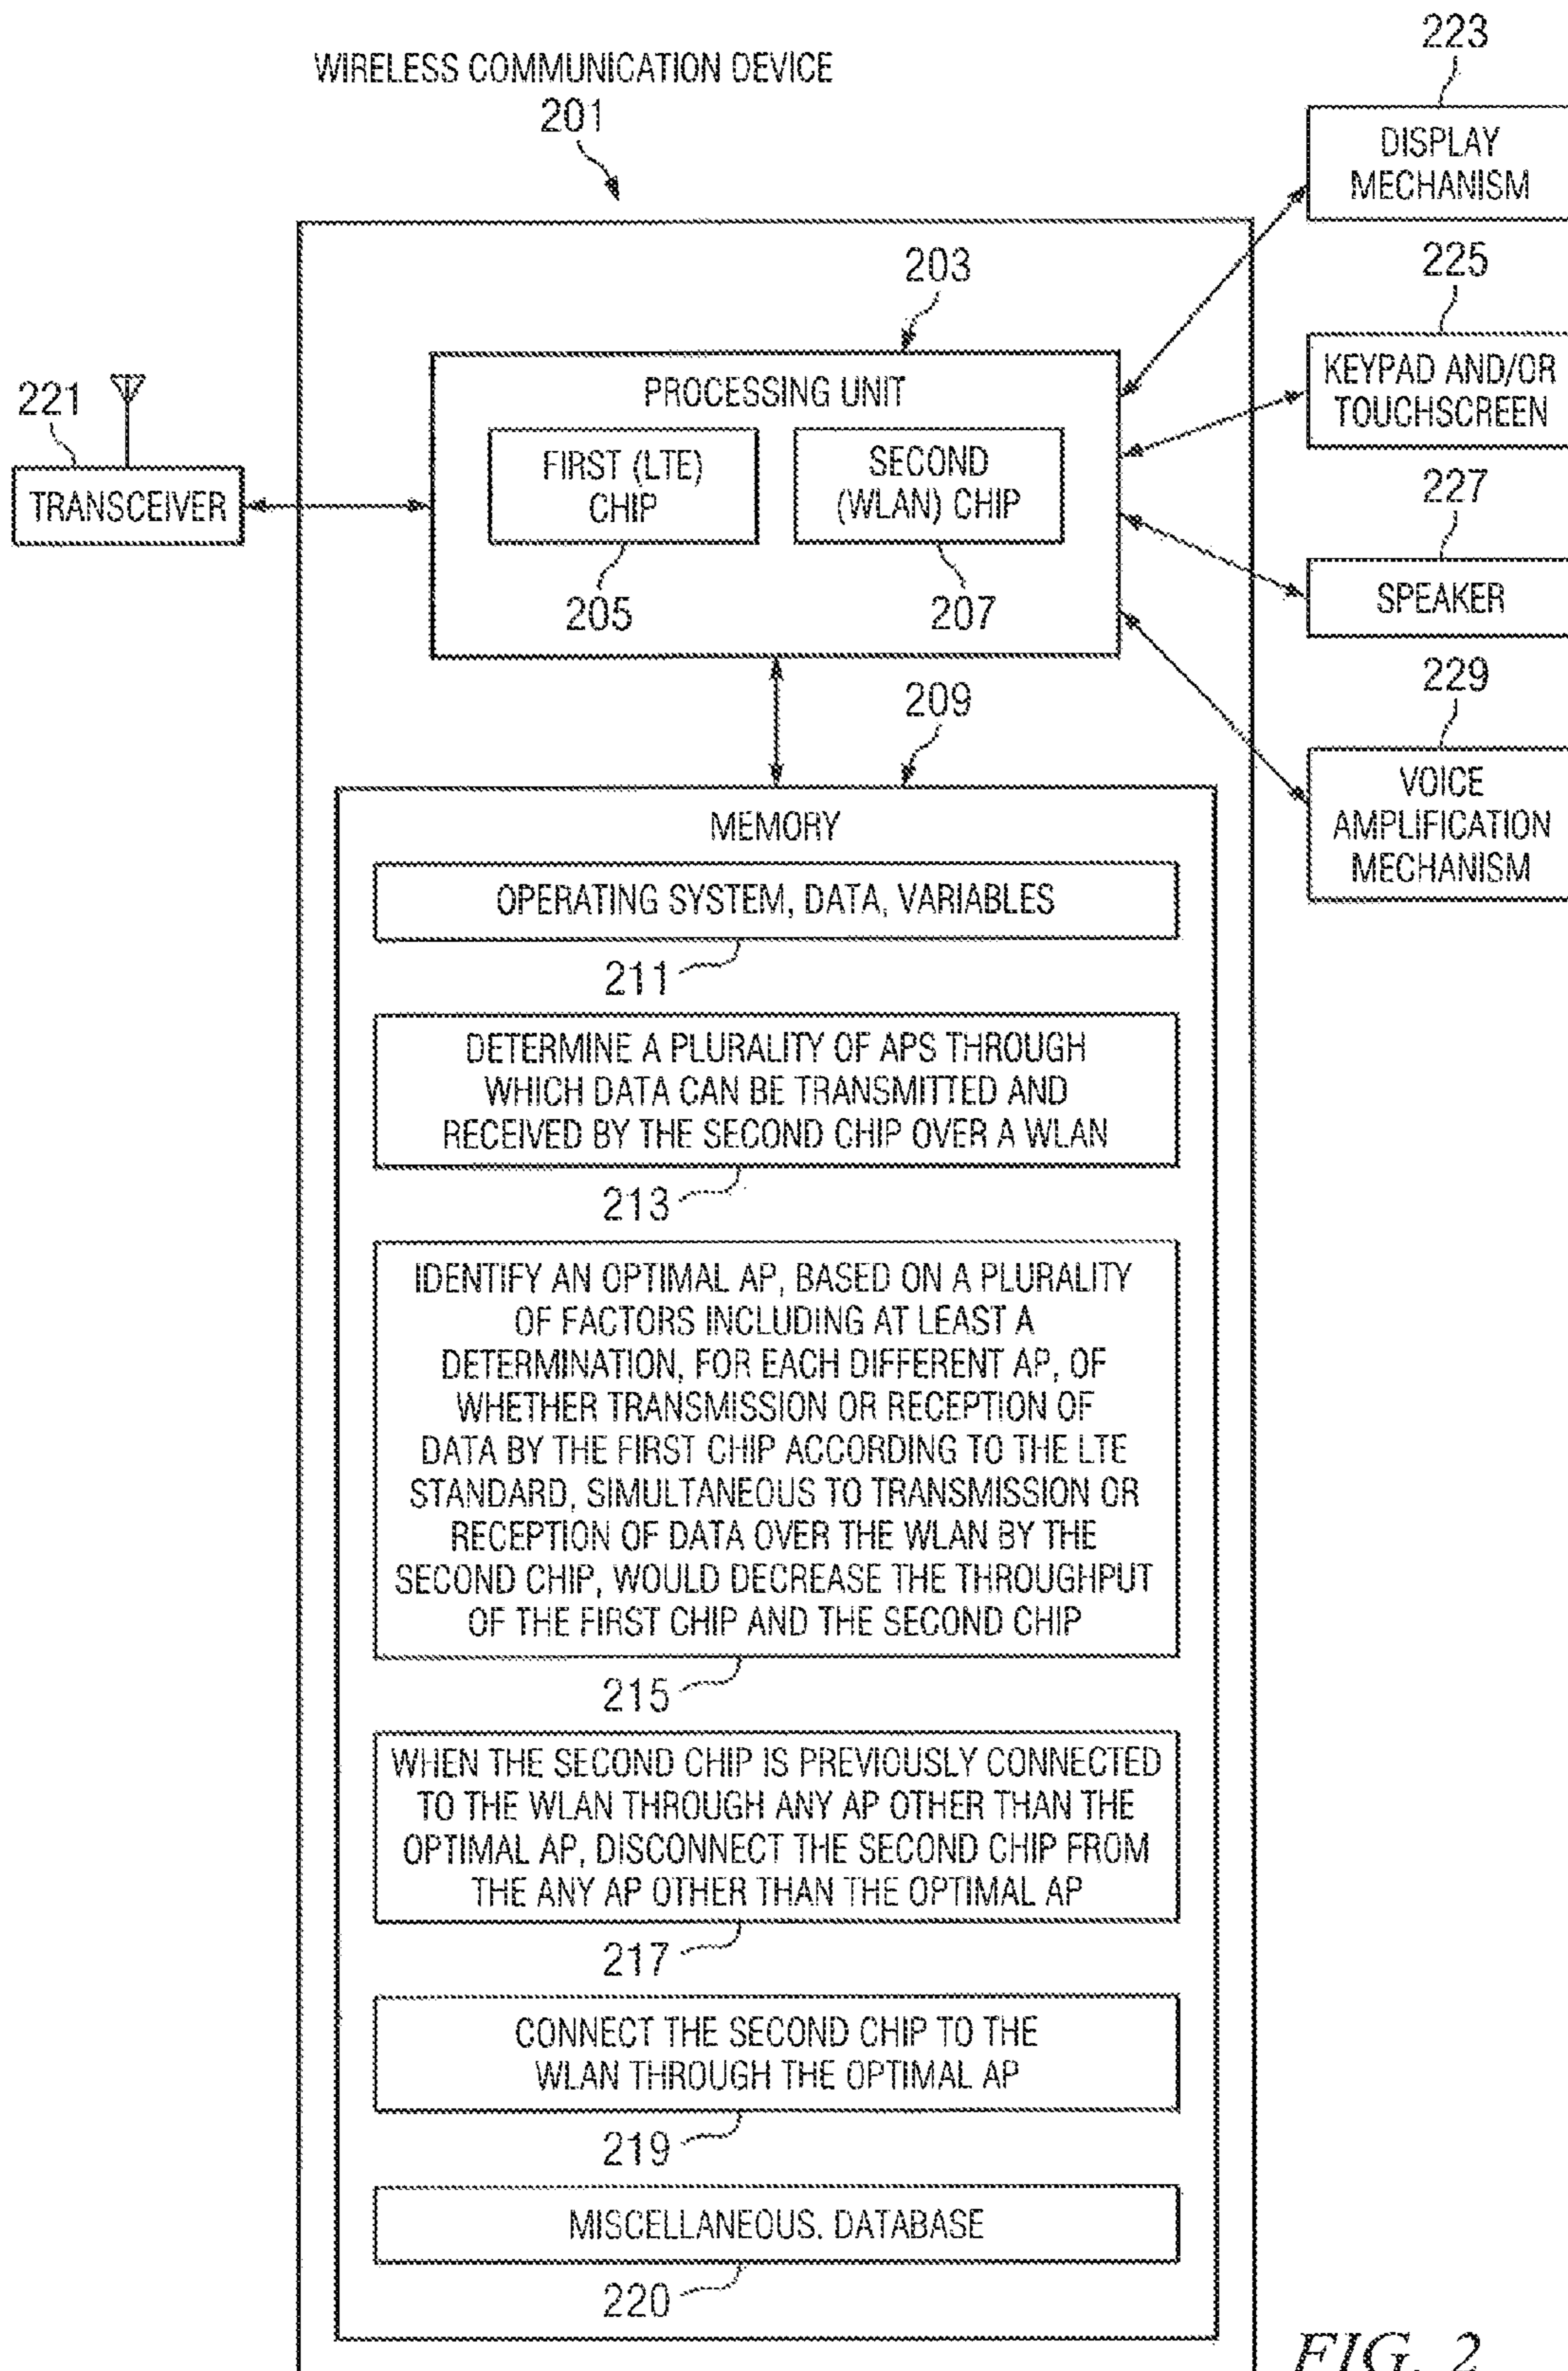 WIRELESS COMMUNICATION DEVICE
201
223
DISPLAY
MECHANISM
203
225
PROCESSING UNIT
KEYPAD AND/OR
TOUCHSCREEN
221
TRANSCEIVER
FIRST (LTE)
CHIP
SECOND
(WLAN) CHIP
205
207
227
SPEAKER
209
229
VOICE
AMPLIFICATION
MECHANISM
MEMORY
OPERATING SYSTEM, DATA, VARIABLES
211
DETERMINE A PLURALITY OF APS THROUGH
WHICH DATA CAN BE TRANSMITTED AND
RECEIVED BY THE SECOND CHIP OVER A WLAN
213
IDENTIFY AN OPTIMAL AP, BASED ON A PLURALITY
OF FACTORS INCLUDING AT LEAST A
DETERMINATION, FOR EACH DIFFERENT AP, OF
WHETHER TRANSMISSION OR RECEPTION OF
DATA BY THE FIRST CHIP ACCORDING TO THE LTE
STANDARD, SIMULTANEOUS TO TRANSMISSION OR
RECEPTION OF DATA OVER THE WLAN BY THE
SECOND CHIP, WOULD DECREASE THE THROUGHPUT
OF THE FIRST CHIP AND THE SECOND CHIP
215
WHEN THE SECOND CHIP IS PREVIOUSLY CONNECTED
TO THE WLAN THROUGH ANY AP OTHER THAN THE
OPTIMAL AP, DISCONNECT THE SECOND CHIP FROM
THE ANY AP OTHER THAN THE OPTIMAL AP
217
CONNECT THE SECOND CHIP TO THE
WLAN THROUGH THE OPTIMAL AP
219
MISCELLANEOUS. DATABASE
220
FIG. 2